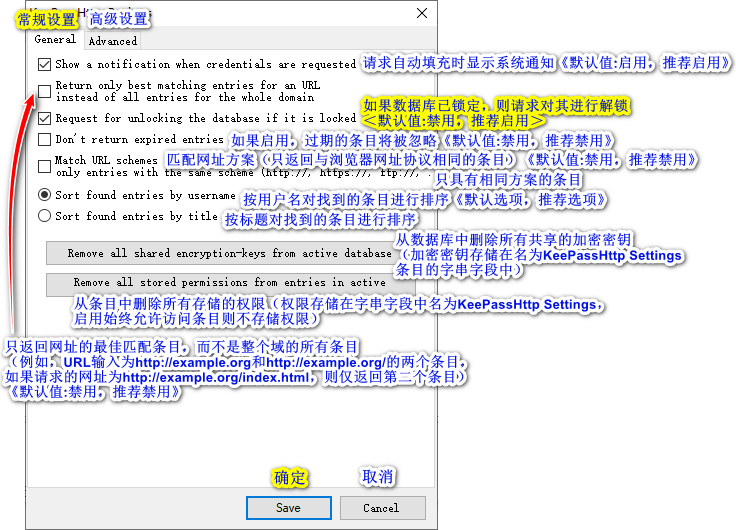 常规设置 高级设置
General Advanced
Show a notification when credentials are requested 请求自动填充时显示系统通知《默认值:启用，推荐启用》
Return only best matching entries for an URL
instead of all entries for the whole domain
Request for unlocking the database if it is locked 如果数据库已锁定，则请求对其进行解锁
＜默认值:禁用，推荐启用＞
Don't return expired entries 如果启用，过期的条目将被忽略《默认值:禁用，推荐禁用》
Match URL schemes 匹配网址方案（只返回与浏览器网址协议相同的条目）《默认值:禁用，推荐禁用》
only entries with the same scheme (http://, https://, ftp://, . 只具有相同方案的条目
Sort found entries by username 按用户名对找到的条目进行排序《默认选项，推荐选项》
Sort found entries by title 按标题对找到的条目进行排序
Remove all shared encryption-keys from active database
从数据库中删除所有共享的加密密钥
（加密密钥存储在名为KeePassHttp Settings
条目的字串字段中）
Remove all stored permissions from entries in active
从条目中删除所有存储的权限（权限存储在字串字段中名为KeePassHttp Settings，
启用始终允许访问条目则不存储权限）
只返回网址的最佳匹配条目，而不是整个域的所有条目
（例如，URL输入为http://example.org和http://example.org/的两个条目，
如果请求的网址为http://example.org/index.html，则仅返回第二个条目）
《默认值:禁用，推荐禁用》
确定 取消
Save Cancel